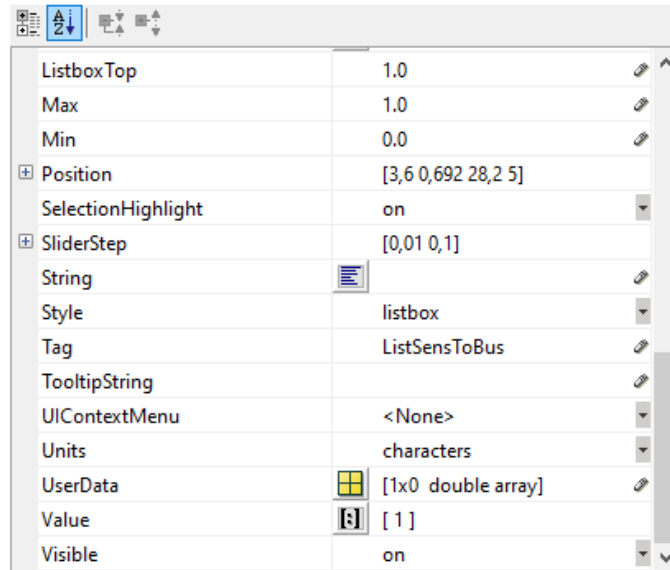 ListboxTop 1.0
Max 1.0
Min 0.0
Position [3,6 0,692 28,2 5]
SelectionHighlight on
SliderStep [0,01 0,1]
String
Style listbox
Tag ListSensToBus
TooltipString
UIContextMenu <None>
Units characters
UserData [1x0 double array]
Value [ 1 ]
Visible on